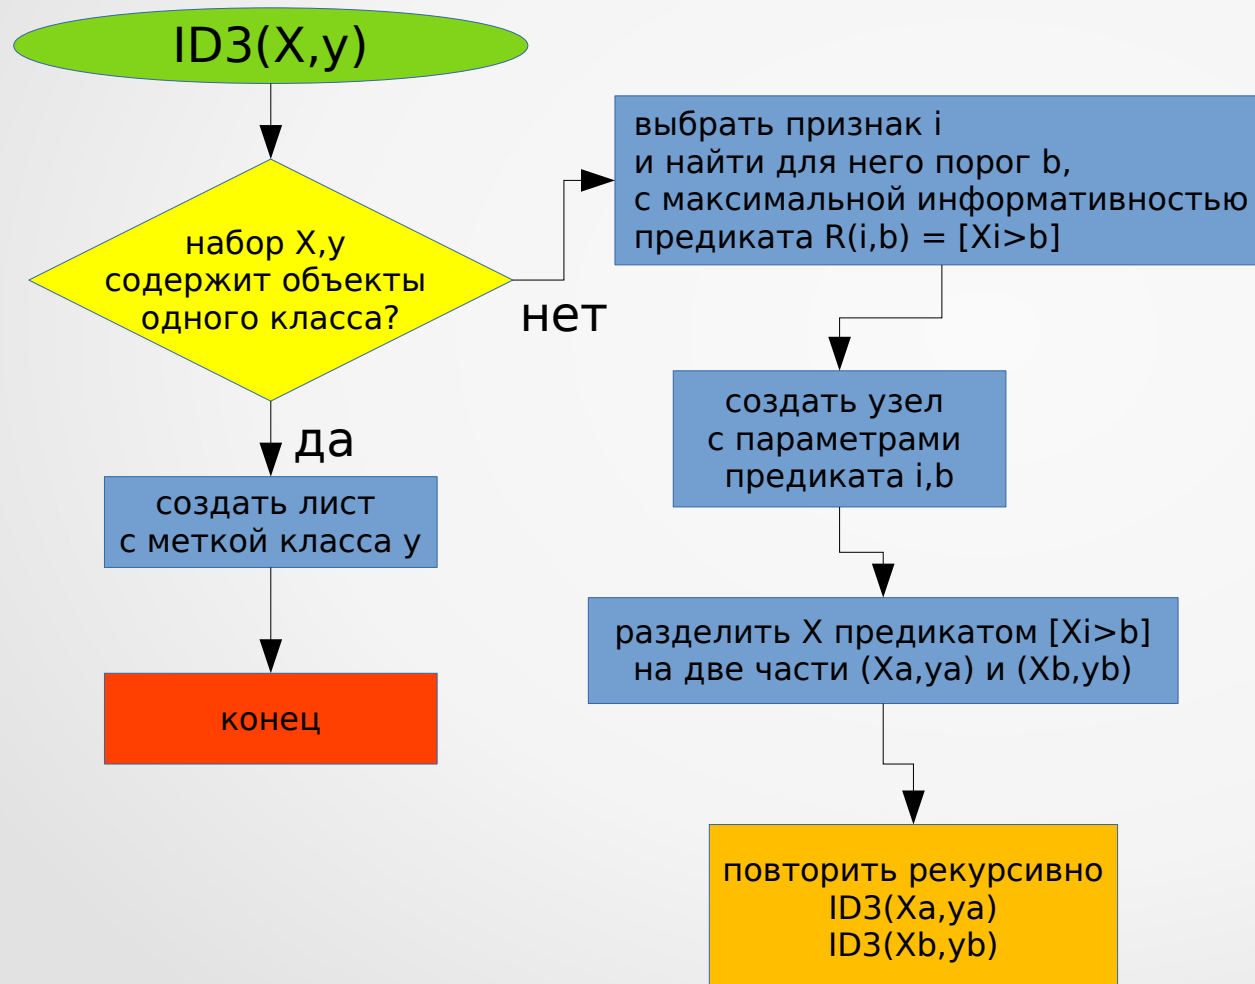 ID3(X,y)
набор X,y
содержит объекты
одного класса?
нет
да
создать лист
с меткой класса y
конец
выбрать признак i
и найти для него порог b,
с максимальной информативностью
предиката R(i,b) = [Xi>b]
создать узел
с параметрами
предиката i,b
разделить X предикатом [Xi>b]
на две части (Xa,ya) и (Xb,yb)
повторить рекурсивно
ID3(Xa,ya)
ID3(Xb,yb)